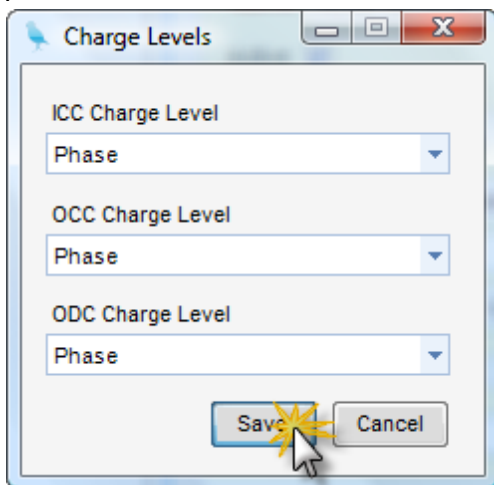 Charge Levels
ICC Charge Level
Phase
OCC Charge Level
Phase
ODC Charge Level
Phase
Save Cancel